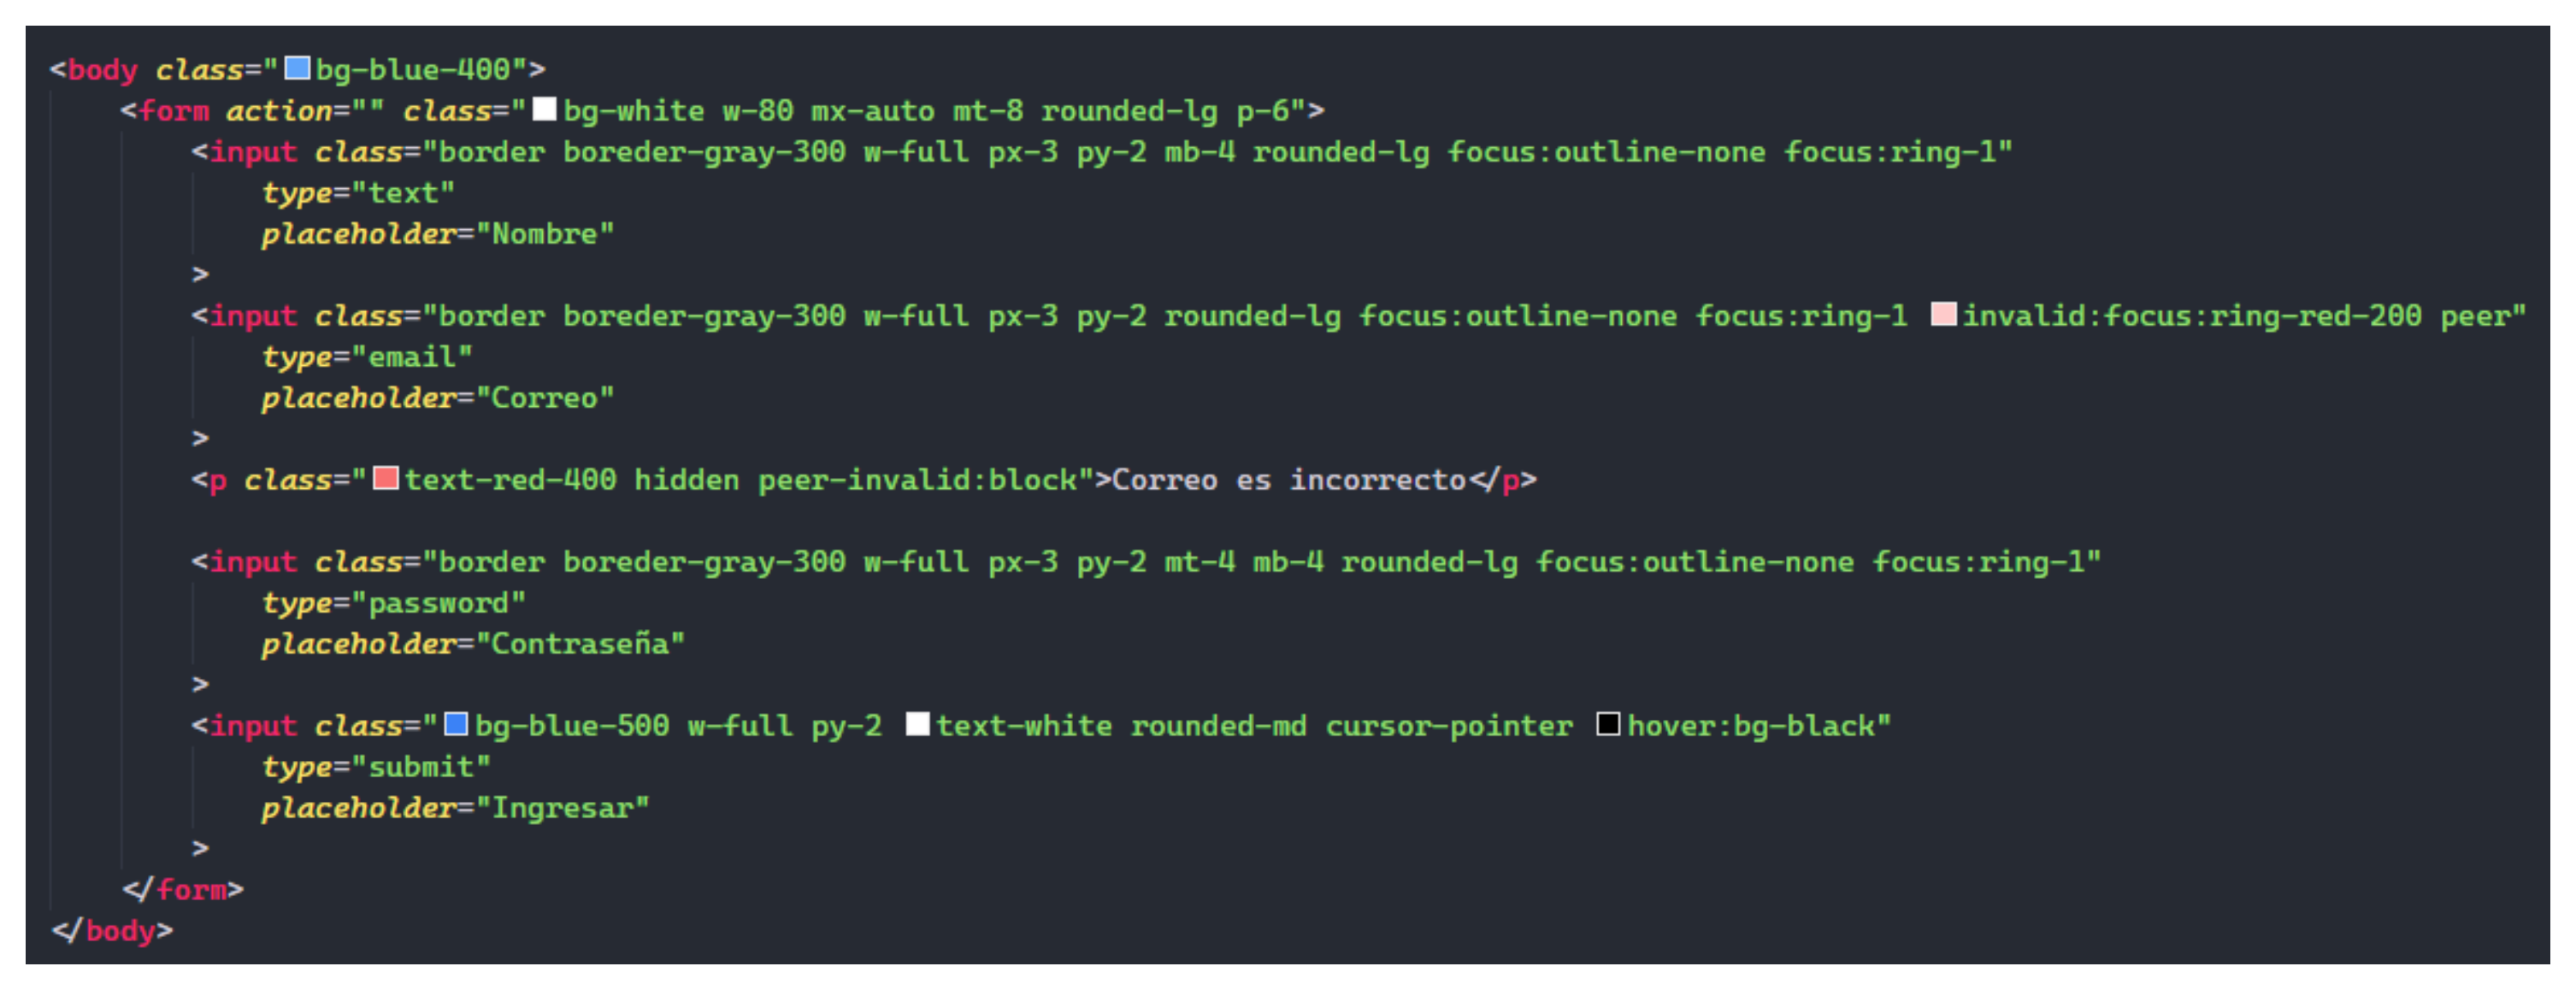 <body class="bg-blue-400">
<form action="" class="bg-white w-80 mx-auto mt-8 rounded-lg p-6">
<input class="border boreder-gray-300 w-full px-3 py-2 mb-4 rounded-lg focus:outline-none focus:ring-1"
type="text"
placeholder="Nombre"
>
<input class="border boreder-gray-300 w-full px-3 py-2 rounded-lg focus:outline-none focus:ring-1 invalid:focus:ring-red-200 peer"
type="email"
placeholder="Correo"
>
<p class="text-red-400 hidden peer-invalid:block">Correo es incorrecto</p>
<input class="border boreder-gray-300 w-full px-3 py-2 mt-4 mb-4 rounded-lg focus:outline-none focus:ring-1"
type="password"
placeholder="Contraseña"
>
<input class="bg-blue-500 w-full py-2 text-white rounded-md cursor-pointer hover:bg-black"
type="submit"
placeholder="Ingresar"
>
</form>
</body>